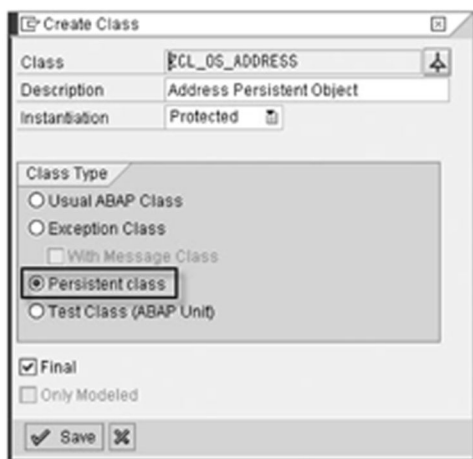 Create Class
Class ZCL_OS_ADDRESS
Description Address Persistent Object
Instantiation Protected
Class Type
Usual ABAP Class
Exception Class
With Message Class
Persistent class
Test Class (ABAP Unit)
Final
Only Modeled
Save